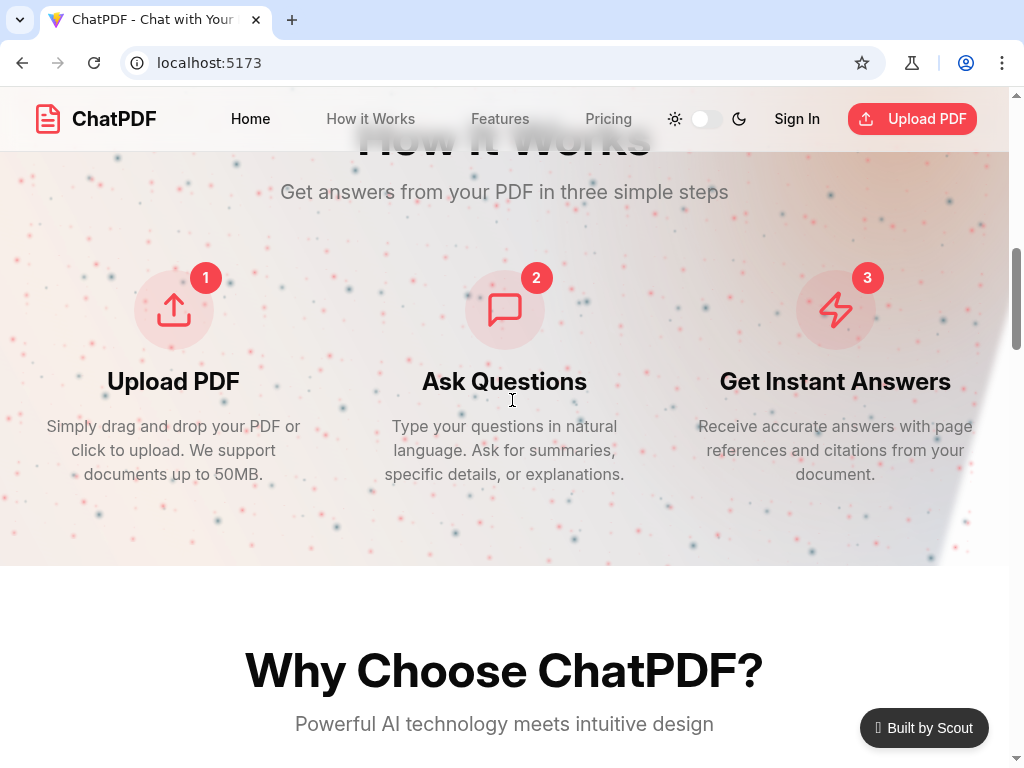 ChatPDF - Chat with Your
localhost:5173
ChatPDF
Home
How it Works
Features
Pricing
Sign In
Upload PDF
How it Works
Get answers from your PDF in three simple steps
1
2
3
Upload PDF
Ask Questions
Get Instant Answers
Simply drag and drop your PDF or
click to upload. We support
documents up to 50MB.
Type your questions in natural
language. Ask for summaries,
specific details, or explanations.
Receive accurate answers with page
references and citations from your
document.
Why Choose ChatPDF?
Powerful AI technology meets intuitive design
Built by Scout